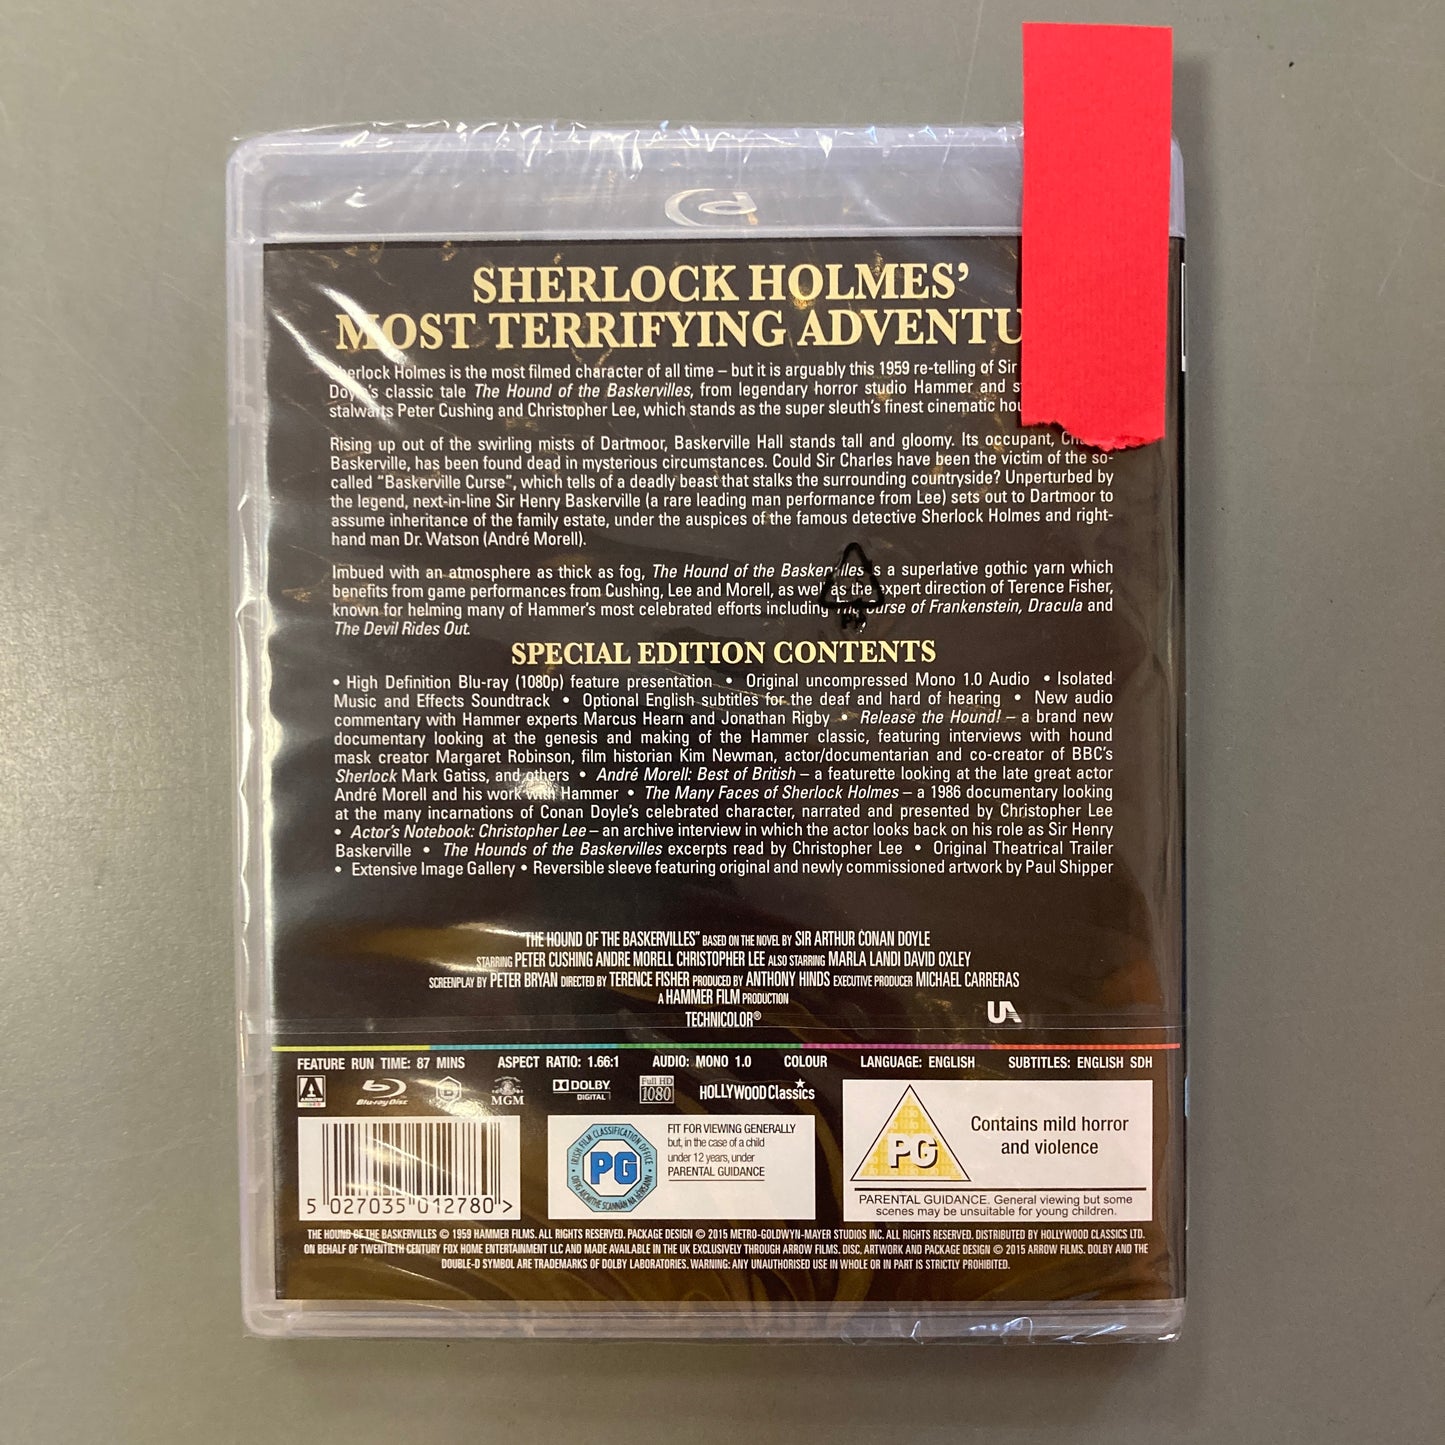 SHERLOCK HOLMES'
MOST TERRIFYING ADVENTU
Sherlock Holmes is the most filmed character of all time – but it is arguably this 1959 re-telling of Sir
Doyle's classic tale The Hound of the Baskervilles, from legendary horror studio Hammer and
stalwarts Peter Cushing and Christopher Lee, which stands as the super sleuth's finest cinematic
Rising up out of the swirling mists of Dartmoor, Baskerville Hall stands tall and gloomy. Its occupant,
Baskerville, has been found dead in mysterious circumstances. Could Sir Charles have been the victim of the so-
called "Baskerville Curse", which tells of a deadly beast that stalks the surrounding countryside? Unperturbed by
the legend, next-in-line Sir Henry Baskerville (a rare leading man performance from Lee) sets out to Dartmoor to
assume inheritance of the family estate, under the auspices of the famous detective Sherlock Holmes and right-
hand man Dr. Watson (André Morell).
Imbued with an atmosphere as thick as fog, The Hound of the Baskervilles is a superlative gothic yarn which
benefits from game performances from Cushing, Lee and Morell, as well as the expert direction of Terence Fisher,
known for helming many of Hammer's most celebrated efforts including The Curse of Frankenstein, Dracula and
The Devil Rides Out.
SPECIAL EDITION CONTENTS
• High Definition Blu-ray (1080p) feature presentation • Original uncompressed Mono 1.0 Audio • Isolated
Music and Effects Soundtrack • Optional English subtitles for the deaf and hard of hearing • New audio
commentary with Hammer experts Marcus Hearn and Jonathan Rigby • Release the Hound! – a brand new
documentary looking at the genesis and making of the Hammer classic, featuring interviews with hound
mask creator Margaret Robinson, film historian Kim Newman, actor/documentarian and co-creator of BBC's
Sherlock Mark Gatiss, and others • André Morell: Best of British – a featurette looking at the late great actor
André Morell and his work with Hammer • The Many Faces of Sherlock Holmes – a 1986 documentary looking
at the many incarnations of Conan Doyle's celebrated character, narrated and presented by Christopher Lee
• Actor's Notebook: Christopher Lee – an archive interview in which the actor looks back on his role as Sir Henry
Baskerville • The Hounds of the Baskervilles excerpts read by Christopher Lee • Original Theatrical Trailer
• Extensive Image Gallery • Reversible sleeve featuring original and newly commissioned artwork by Paul Shipper
"THE HOUND OF THE BASKERVILLES" BASED ON THE NOVEL BY SIR ARTHUR CONAN DOYLE
STARRING PETER CUSHING ANDRE MORELL CHRISTOPHER LEE ALSO STARRING MARLA LANDI DAVID OXLEY
SCREENPLAY BY PETER BRYAN DIRECTED BY TERENCE FISHER PRODUCED BY ANTHONY HINDS EXECUTIVE PRODUCER MICHAEL CARRERAS
A HAMMER FILM PRODUCTION
TECHNICOLOR®
UA
FEATURE RUN TIME: 87 MINS ASPECT RATIO: 1.66:1 AUDIO: MONO 1.0 COLOUR LANGUAGE: ENGLISH SUBTITLES: ENGLISH SDH
ARROW Blu-ray Disc B MGM DOLBY DIGITAL Full HD 1080 HOLLYWOOD Classics
5 027035 012780 >
IRISH FILM CLASSIFICATION OFFICE
PG
FIT FOR VIEWING GENERALLY
but, in the case of a child
under 12 years, under
PARENTAL GUIDANCE
PG
Contains mild horror
and violence
PARENTAL GUIDANCE. General viewing but some
scenes may be unsuitable for young children.
THE HOUND OF THE BASKERVILLES © 1959 HAMMER FILMS. ALL RIGHTS RESERVED. PACKAGE DESIGN © 2015 METRO-GOLDWYN-MAYER STUDIOS INC. ALL RIGHTS RESERVED. DISTRIBUTED BY HOLLYWOOD CLASSICS LTD.
ON BEHALF OF TWENTIETH CENTURY FOX HOME ENTERTAINMENT LLC AND MADE AVAILABLE IN THE UK EXCLUSIVELY THROUGH ARROW FILMS. DISC, ARTWORK AND PACKAGE DESIGN © 2015 ARROW FILMS. DOLBY AND THE
DOUBLE-D SYMBOL ARE TRADEMARKS OF DOLBY LABORATORIES. WARNING: ANY UNAUTHORISED USE IN WHOLE OR IN PART IS STRICTLY PROHIBITED.